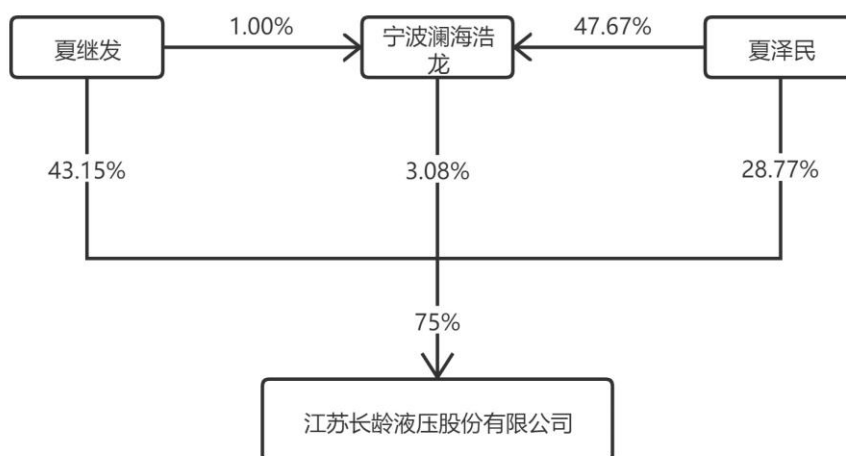 1.00%
47.67%
夏继发
宁波澜海浩
龙
夏泽民
43.15%
3.08%
28.77%
75%
江苏长龄液压股份有限公司